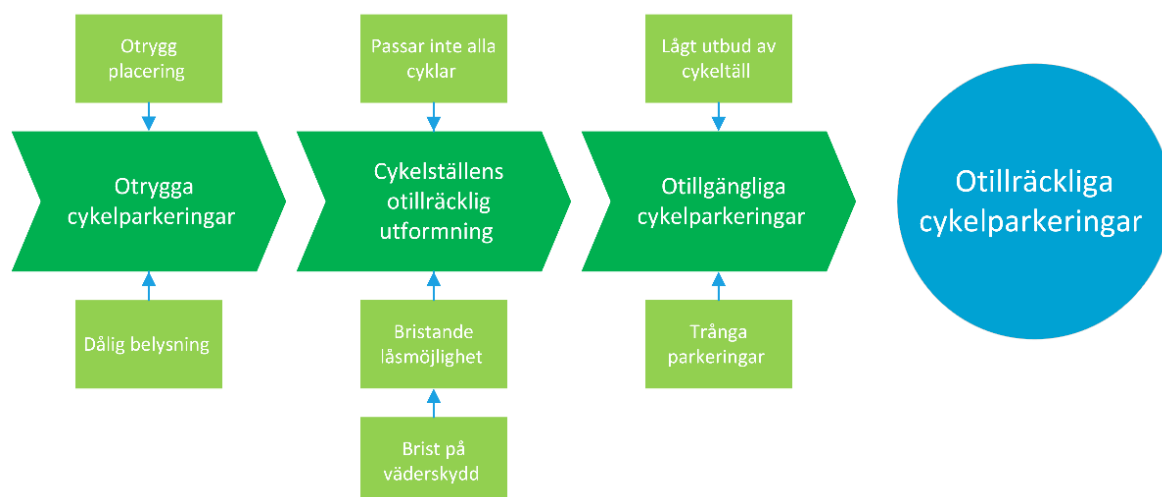 Otrygg
placering
Passar inte alla
cyklar
Lågt utbud av
cykeltäll
Otrygga
cykelparkeringar
Cykelställens
otillräcklig
utformning
Otillgängliga
cykelparkeringar
Otillräckliga
cykelparkeringar
Dålig belysning
Bristande
låsmöjlighet
Trånga
parkeringar
Brist på
väderskydd